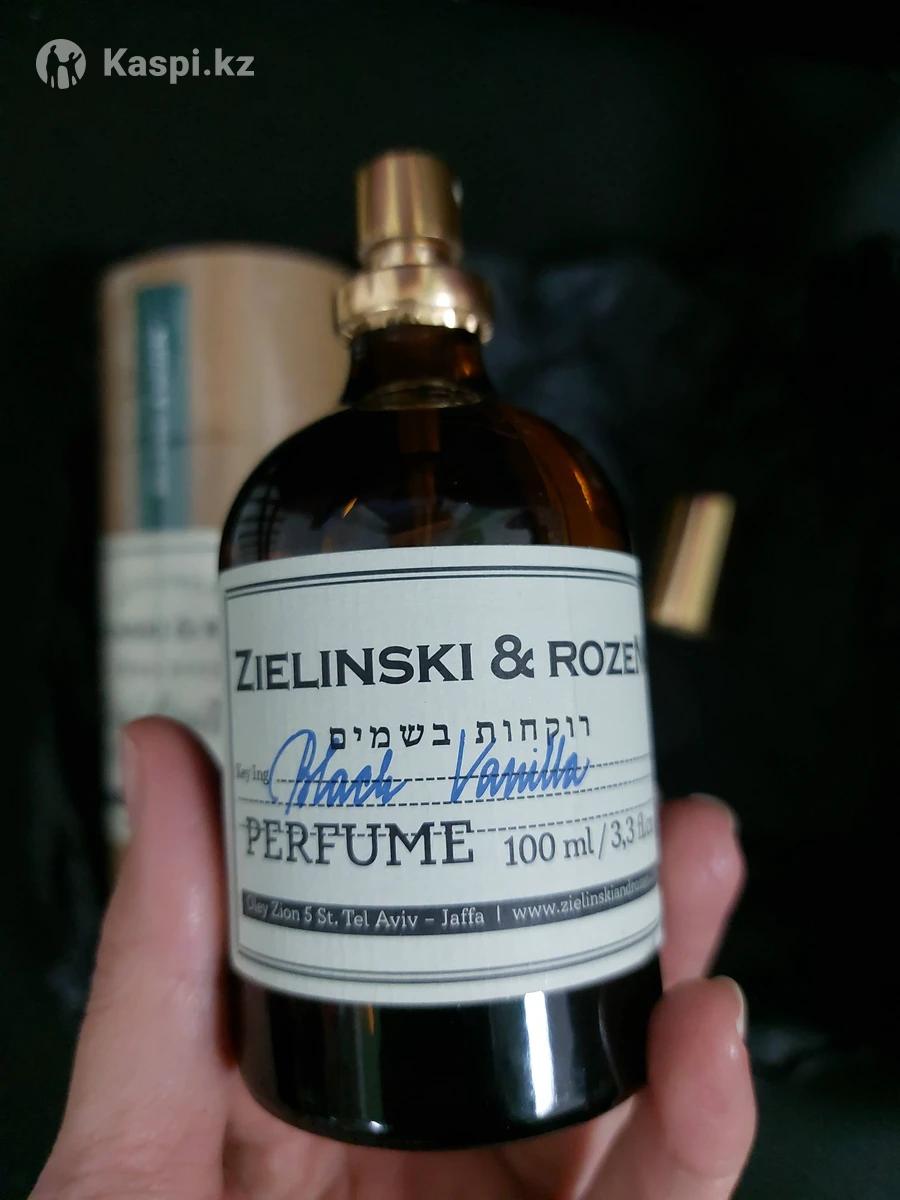 Kaspi.kz
ZIELINSKI & ROZEN
רוקחות בשמים
Key Ing
Black Vanilla
PERFUME 100 ml / 3,3 fl.oz
Oley Zion 5 St. Tel Aviv – Jaffa | www.zielinskiand